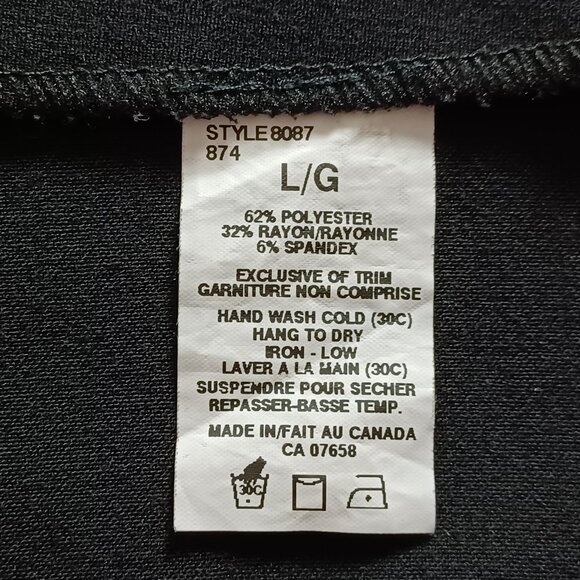 STYLE 8087
874
L/G
62% POLYESTER
32% RAYON/RAYONNE
6% SPANDEX
EXCLUSIVE OF TRIM
GARNITURE NON COMPRISE
HAND WASH COLD (30C)
HANG TO DRY
IRON - LOW
LAVER A LA MAIN (30C)
SUSPENDRE POUR SECHER
REPASSER-BASSE TEMP.
MADE IN/FAIT AU CANADA
CA 07658
30C